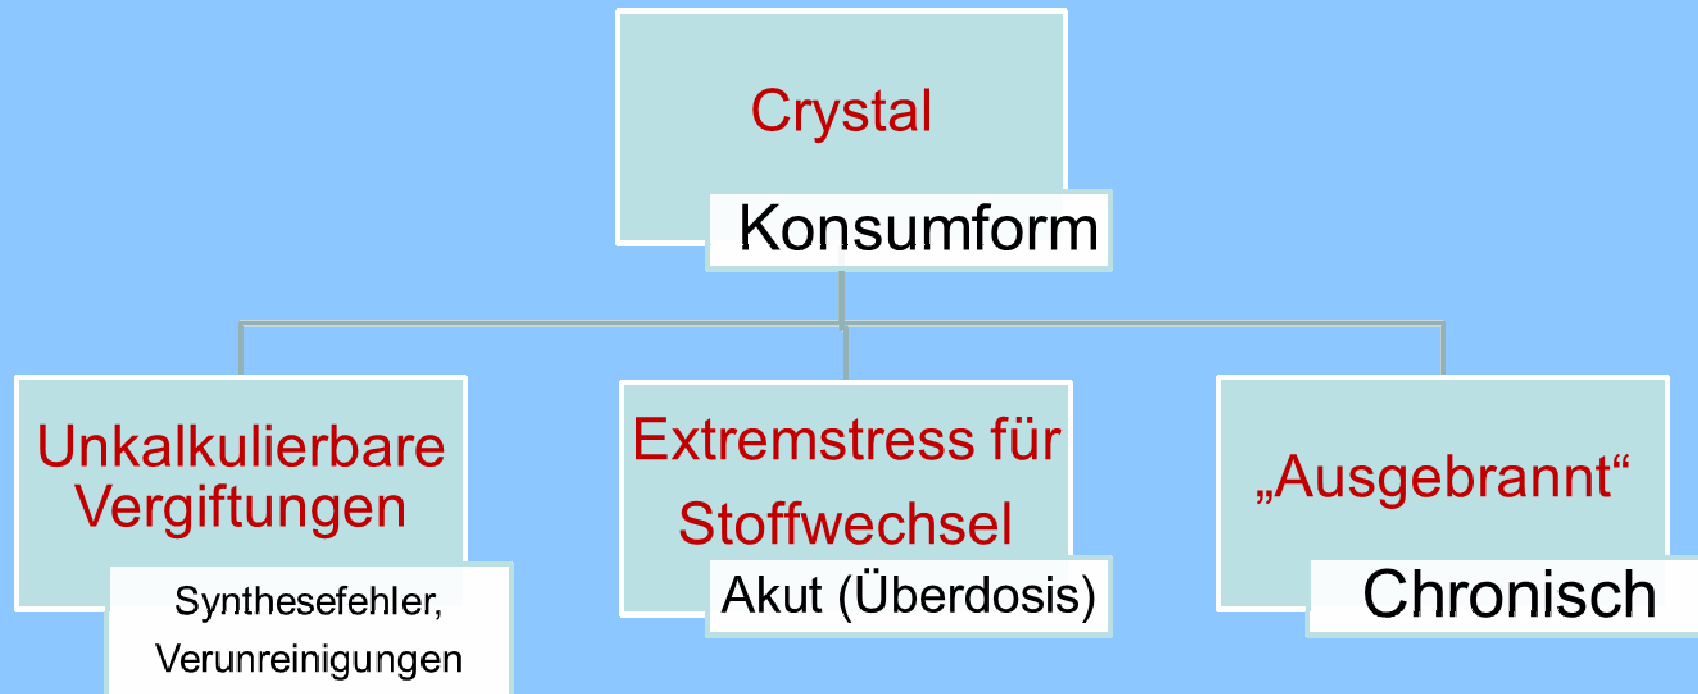 Crystal
Konsumform
Unkalkulierbare
Vergiftungen
Synthesefehler,
Verunreinigungen
Extremstress für
Stoffwechsel
Akut (Überdosis)
„Ausgebrannt“
Chronisch